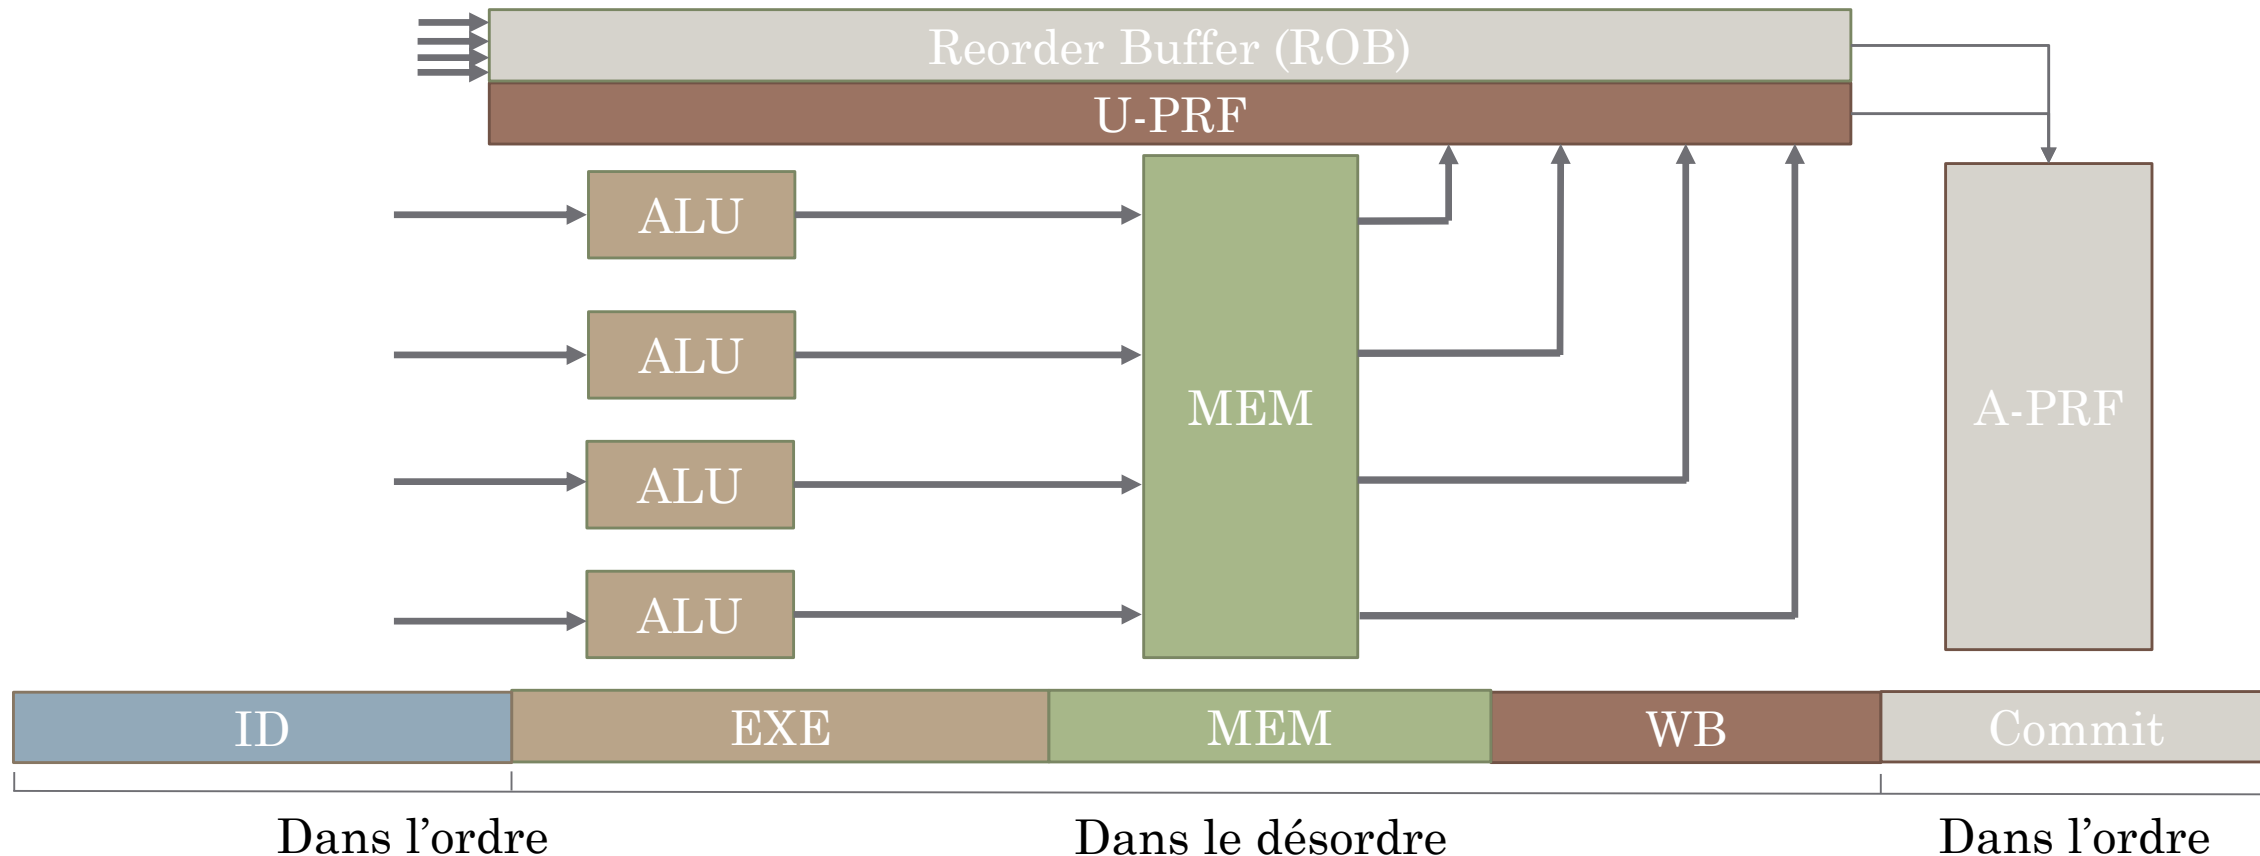 Reorder Buffer (ROB)
U-PRF
ALU
ALU
ALU
ALU
MEM
A-PRF
ID
EXE
MEM
WB
Commit
Dans l’ordre
Dans le désordre
Dans l’ordre